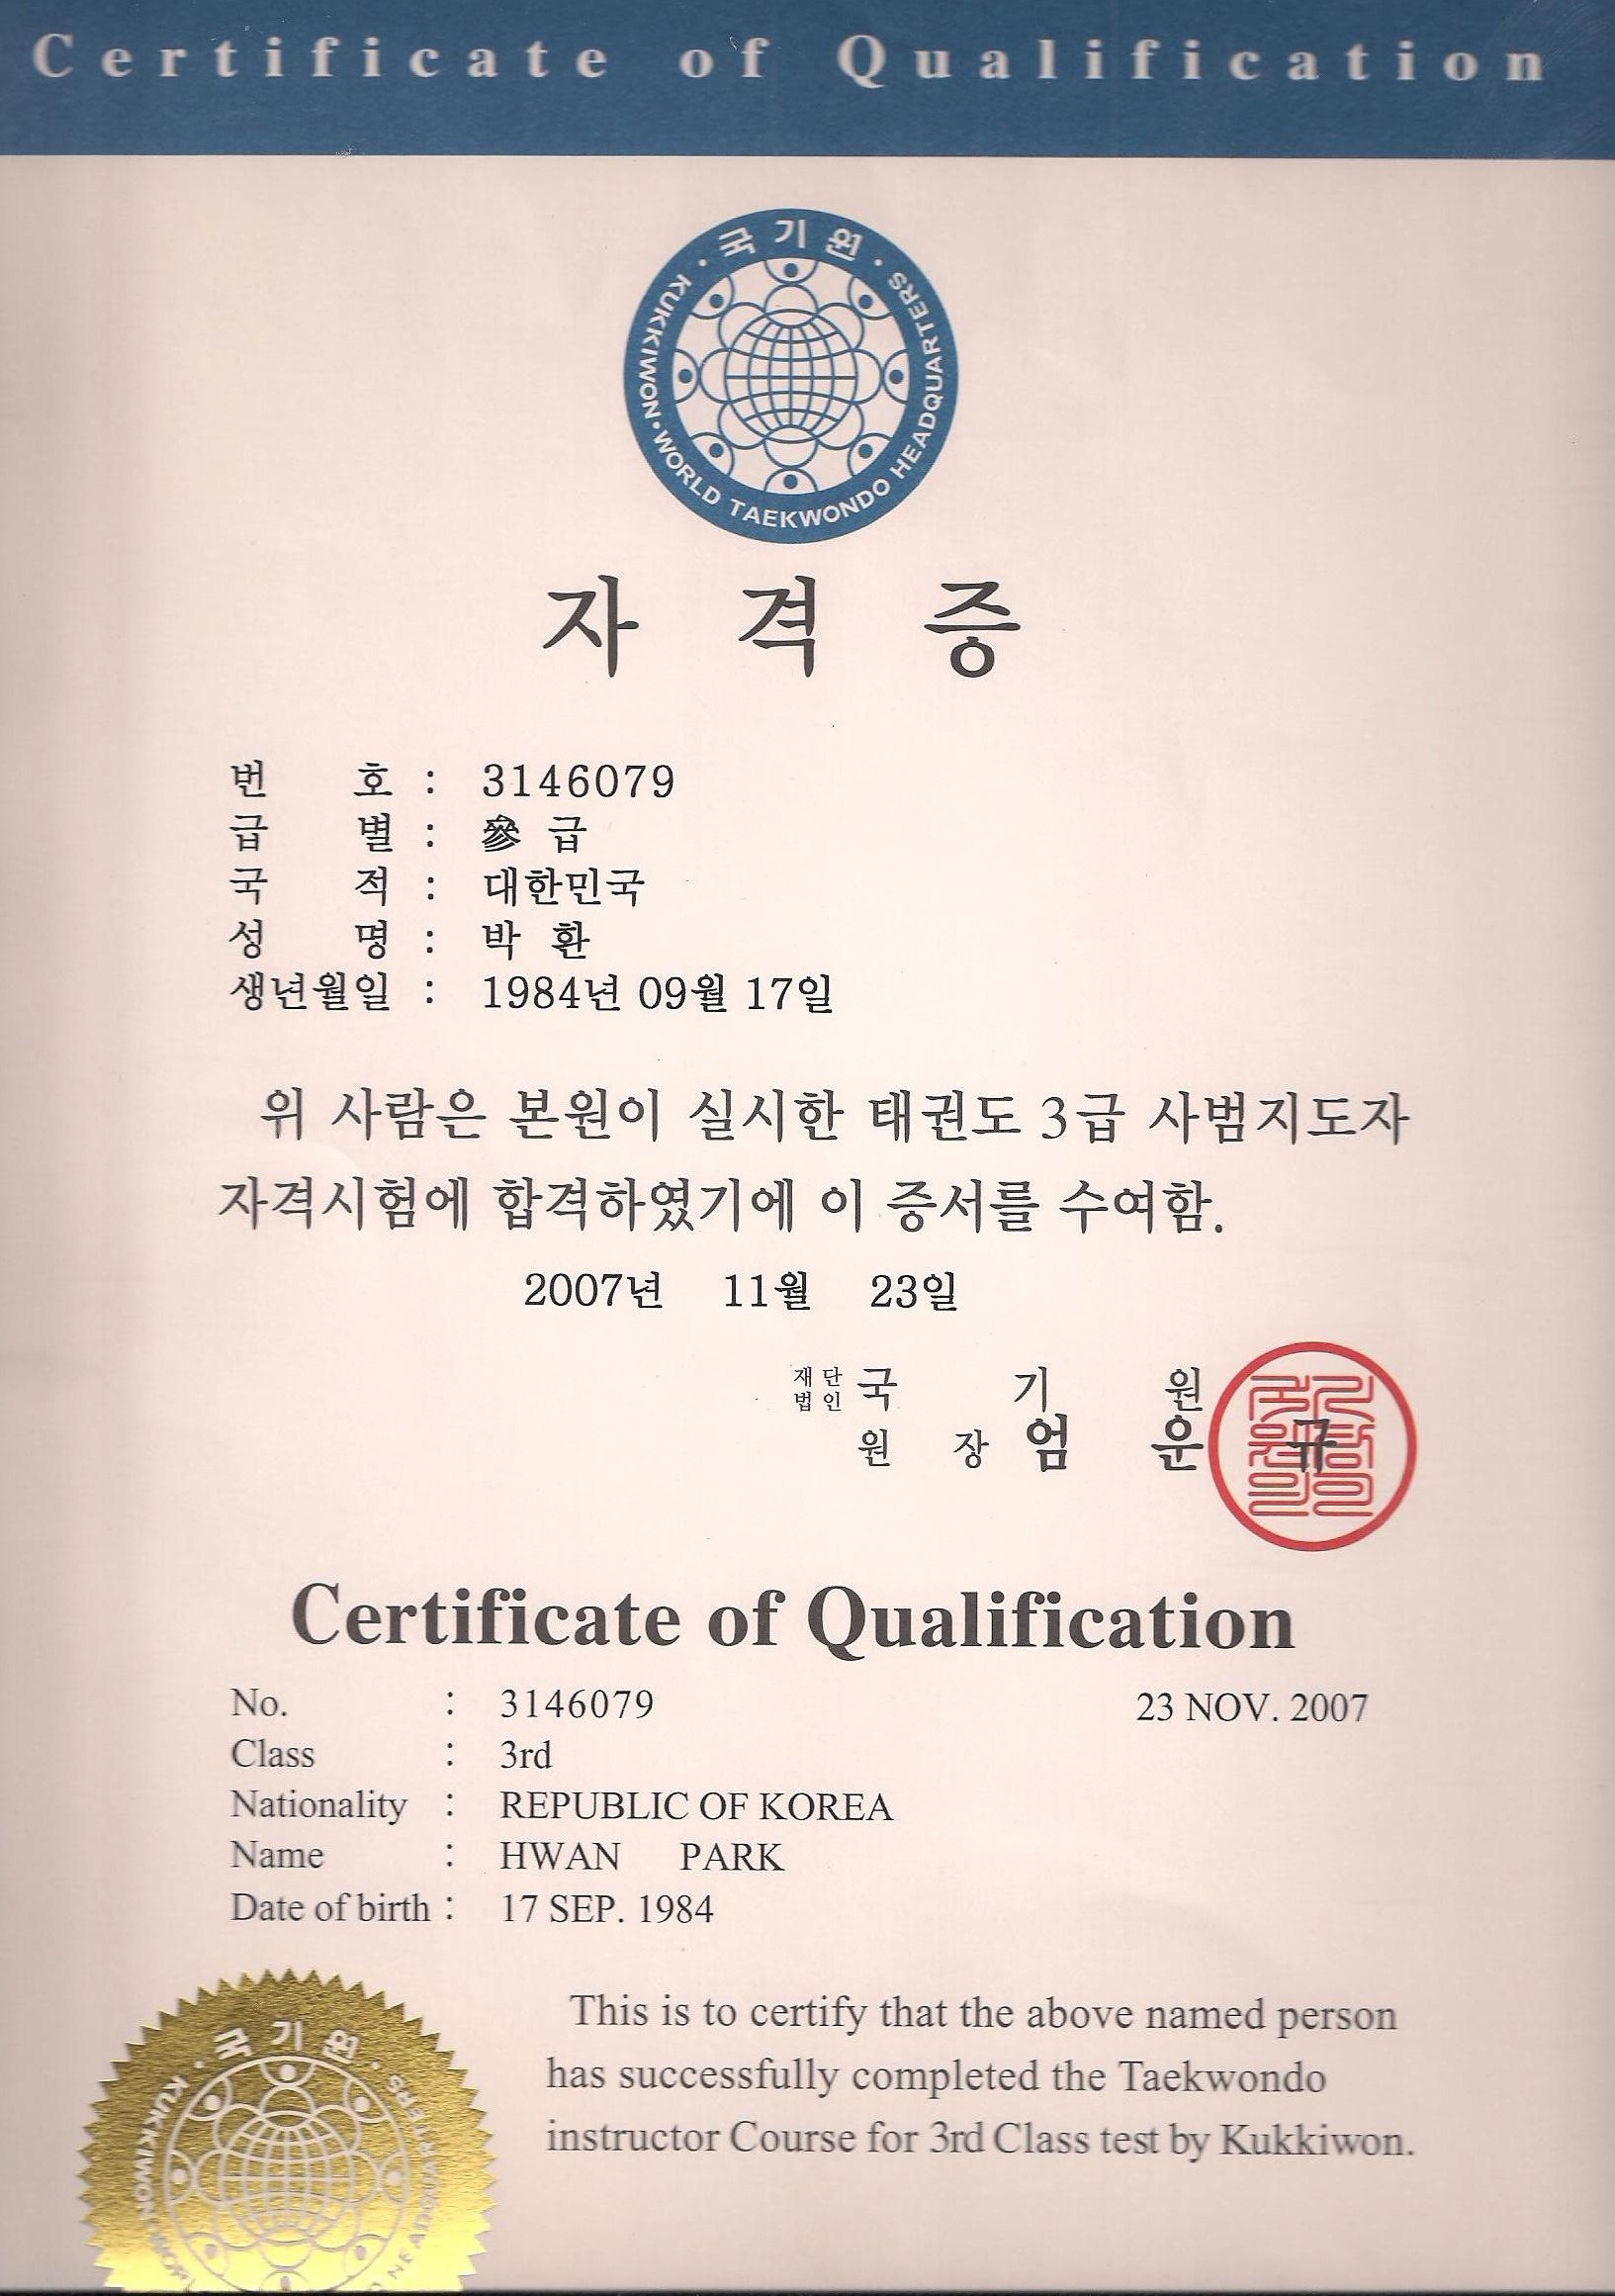 Certificate of Qualification
·국기원·
KUKKIWON·WORLD TAEKWONDO HEADQUARTERS
자 격 증
번 호 : 3146079
급 별 : 參 급
국 적 : 대한민국
성 명 : 박 환
생년월일 : 1984년 09월 17일
위 사람은 본원이 실시한 태권도 3급 사범지도자
자격시험에 합격하였기에 이 증서를 수여함.
2007년 11월 23일
재단법인 국 기 원
원 장 엄 운 규
Certificate of Qualification
No. : 3146079 23 NOV. 2007
Class : 3rd
Nationality : REPUBLIC OF KOREA
Name : HWAN PARK
Date of birth : 17 SEP. 1984
This is to certify that the above named person
has successfully completed the Taekwondo
instructor Course for 3rd Class test by Kukkiwon.
·국기원·
KUKKIWON